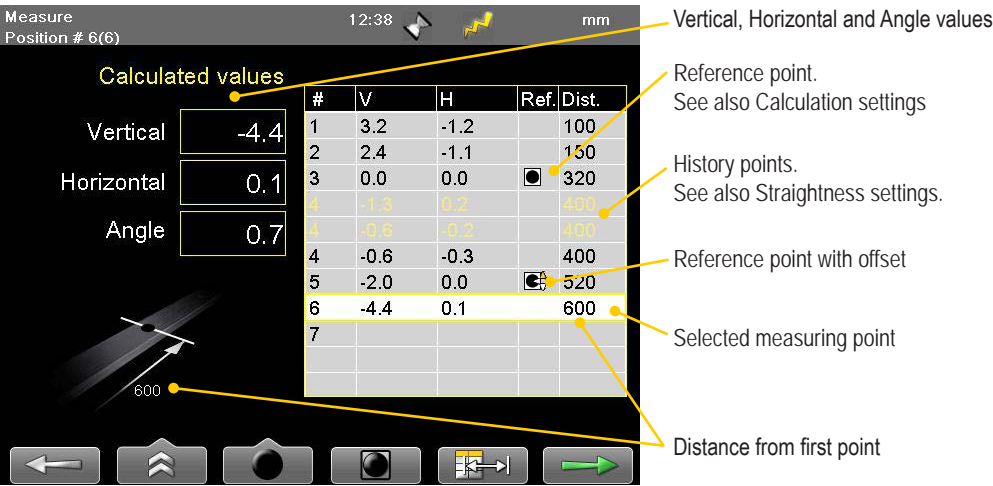 Measure
Position # 6(6)
12:38
mm
Calculated values
Vertical -4.4
Horizontal 0.1
Angle 0.7
600
# V H Ref. Dist.
1 3.2 -1.2 100
2 2.4 -1.1 150
3 0.0 0.0 320
4 -1.3 0.2 400
4 -0.6 -0.2 400
4 -0.6 -0.3 400
5 -2.0 0.0 520
6 -4.4 0.1 600
7
Vertical, Horizontal and Angle values
Reference point.
See also Calculation settings
History points.
See also Straightness settings.
Reference point with offset
Selected measuring point
Distance from first point